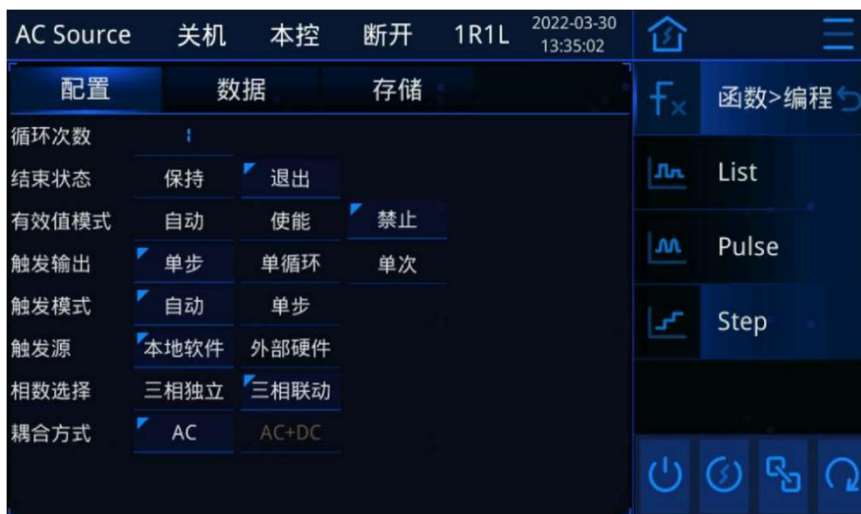 AC Source 关机 本控 断开 1R1L 2022-03-30 13:35:02
配置 数据 存储
函数>编程
循环次数 1
结束状态 保持 退出
有效值模式 自动 使能 禁止
触发输出 单步 单循环 单次
触发模式 自动 单步
触发源 本地软件 外部硬件
相数选择 三相独立 三相联动
耦合方式 AC AC+DC
List
Pulse
Step